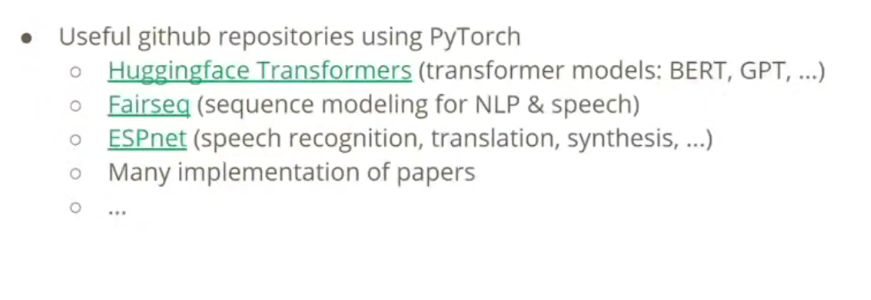 ● Useful github repositories using PyTorch
○ Huggingface Transformers (transformer models: BERT, GPT, ...)
○ Fairseq (sequence modeling for NLP & speech)
○ ESPnet (speech recognition, translation, synthesis, ...)
○ Many implementation of papers
○ ...